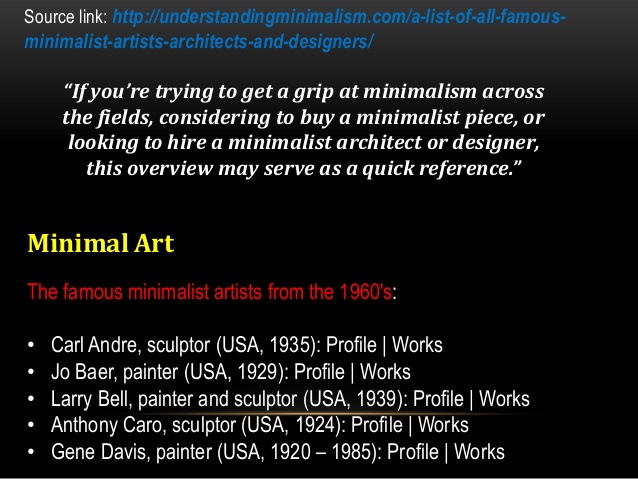 Source link: http://understandingminimalism.com/a-list-of-all-famous-
minimalist-artists-architects-and-designers/
“If you’re trying to get a grip at minimalism across
the fields, considering to buy a minimalist piece, or
looking to hire a minimalist architect or designer,
this overview may serve as a quick reference.”
Minimal Art
The famous minimalist artists from the 1960's:
• Carl Andre, sculptor (USA, 1935): Profile | Works
• Jo Baer, painter (USA, 1929): Profile | Works
• Larry Bell, painter and sculptor (USA, 1939): Profile | Works
• Anthony Caro, sculptor (USA, 1924): Profile | Works
• Gene Davis, painter (USA, 1920 – 1985): Profile | Works